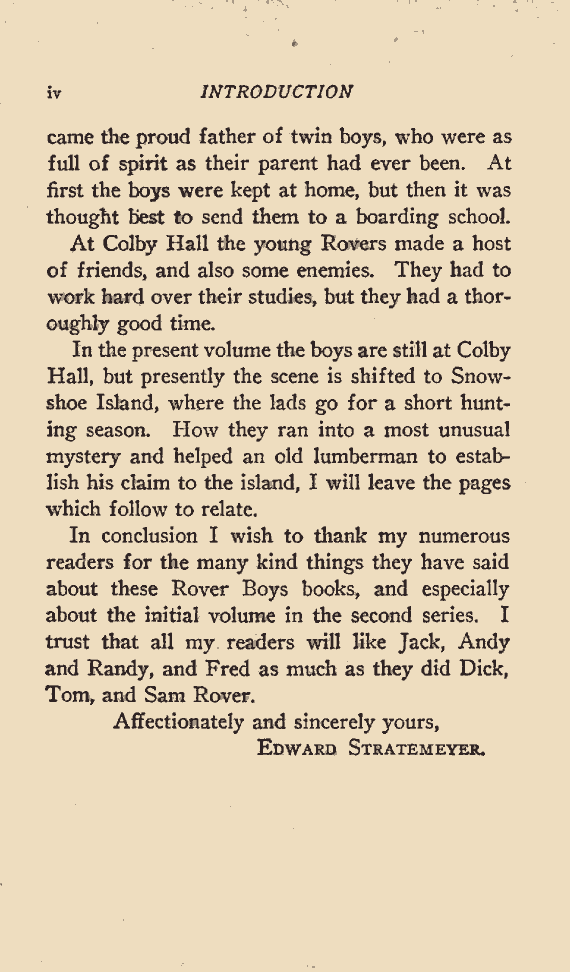 iv INTRODUCTION
came the proud father of twin boys, who were as
full of spirit as their parent had ever been. At
first the boys were kept at home, but then it was
thought best to send them to a boarding school.
At Colby Hall the young Rovers made a host
of friends, and also some enemies. They had to
work hard over their studies, but they had a thor-
oughly good time.
In the present volume the boys are still at Colby
Hall, but presently the scene is shifted to Snow-
shoe Island, where the lads go for a short hunt-
ing season. How they ran into a most unusual
mystery and helped an old lumberman to estab-
lish his claim to the island, I will leave the pages
which follow to relate.
In conclusion I wish to thank my numerous
readers for the many kind things they have said
about these Rover Boys books, and especially
about the initial volume in the second series. I
trust that all my readers will like Jack, Andy
and Randy, and Fred as much as they did Dick,
Tom, and Sam Rover.
Affectionately and sincerely yours,
EDWARD STRATEMEYER.